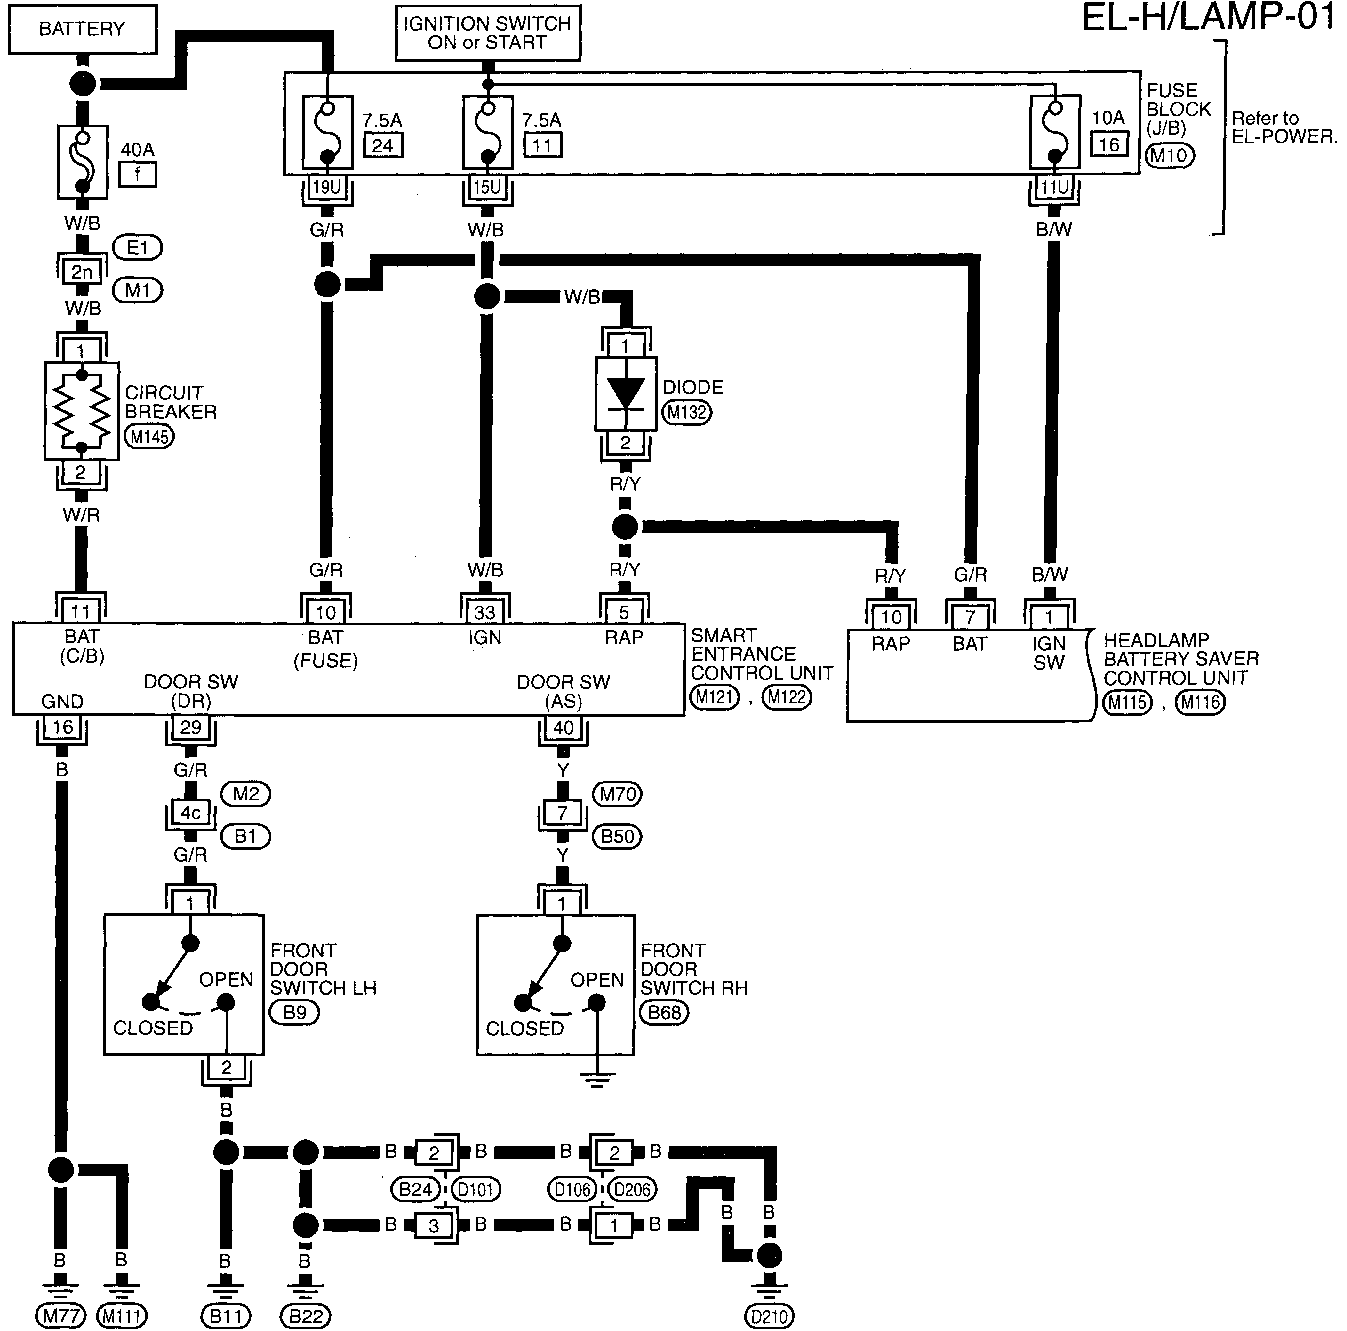 EL-H/LAMP-01
BATTERY
IGNITION SWITCH
ON or START
FUSE
BLOCK
(J/B)
M10
Refer to
EL-POWER.
40A
f
7.5A
24
7.5A
11
10A
16
19U
15U
11U
W/B
G/R
W/B
B/W
E1
2n
M1
W/B
W/B
1
1
CIRCUIT
BREAKER
M145
DIODE
M132
2
2
W/R
R/Y
G/R
W/B
R/Y
R/Y
G/R
B/W
11
10
33
5
10
7
1
BAT
(C/B)
BAT
(FUSE)
IGN
RAP
RAP
BAT
IGN
SW
SMART
ENTRANCE
CONTROL UNIT
M121 , M122
HEADLAMP
BATTERY SAVER
CONTROL UNIT
M115 , M116
GND
DOOR SW
(DR)
DOOR SW
(AS)
16
29
40
B
G/R
Y
M2
M70
4c
7
B1
B50
G/R
Y
1
1
OPEN
CLOSED
FRONT
DOOR
SWITCH LH
B9
OPEN
CLOSED
FRONT
DOOR
SWITCH RH
B68
2
B
B
2
B
B
2
B
B24
D101
D106
D206
B
B
B
3
B
B
1
B
B
B
B
B
M77
M111
B11
B22
D210